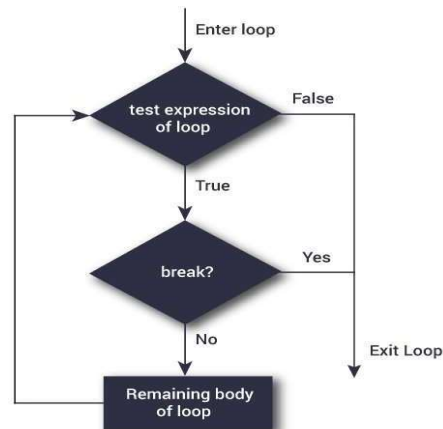 Enter loop
test expression
of loop
False
True
break?
Yes
No
Exit Loop
Remaining body
of loop